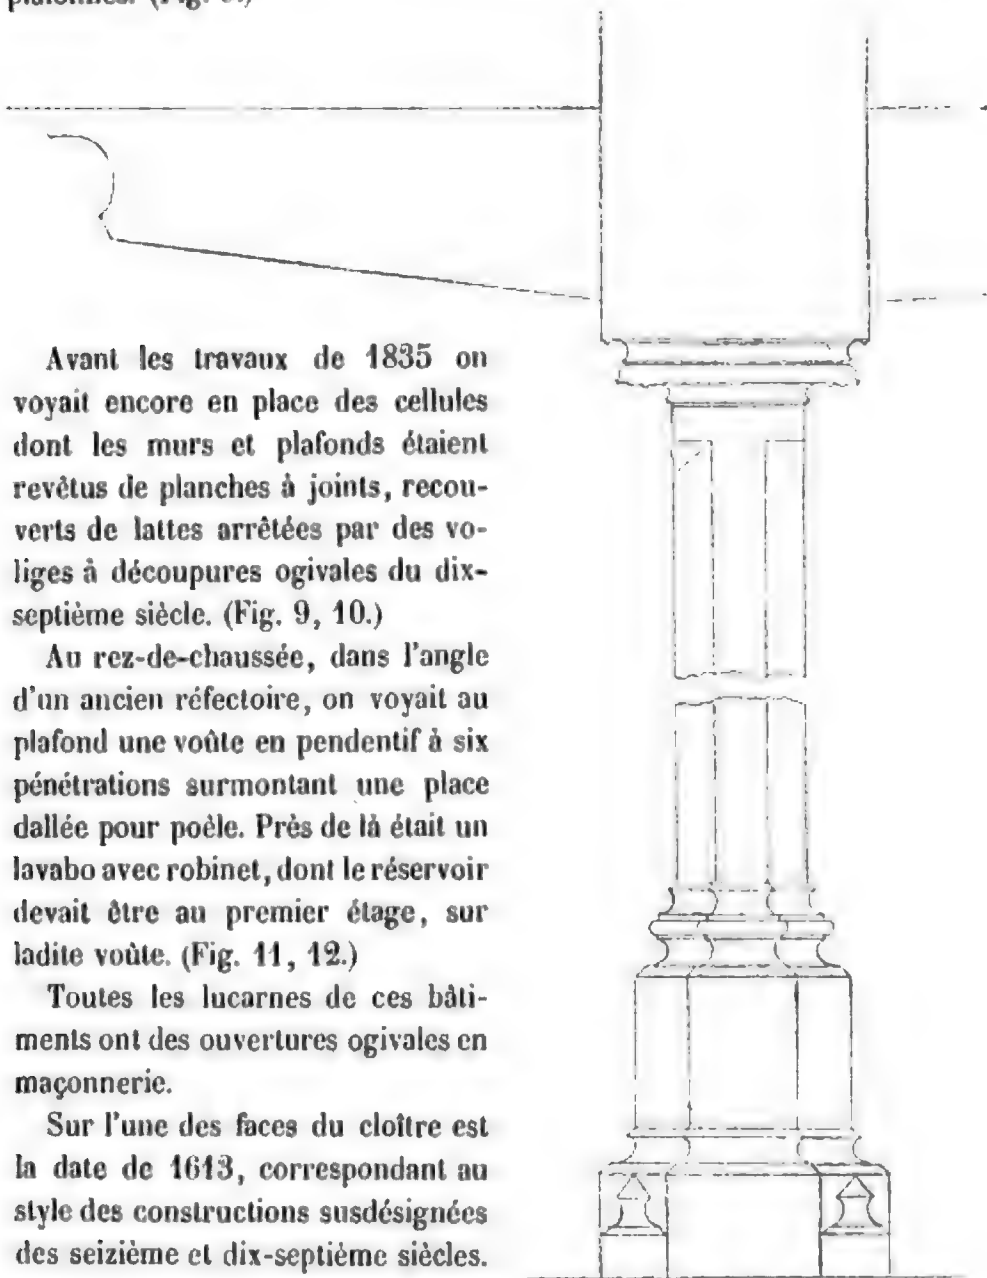 Avant les travaux de 1835 on
voyait encore en place des cellules
dont les murs et plafonds étaient
revêtus de planches à joints, recou-
verts de lattes arrêtées par des vo-
liges à découpures ogivales du dix-
septième siècle. (Fig. 9, 10.)
Au rez-de-chaussée, dans l'angle
d'un ancien réfectoire, on voyait au
plafond une voûte en pendentif à six
pénétrations surmontant une place
dallée pour poêle. Près de là était un
lavabo avec robinet, dont le réservoir
devait être au premier étage, sur
ladite voûte. (Fig. 11, 12.)
Toutes les lucarnes de ces bâti-
ments ont des ouvertures ogivales en
maçonnerie.
Sur l'une des faces du cloître est
la date de 1613, correspondant au
style des constructions susdésignées
des seizième et dix-septième siècles.